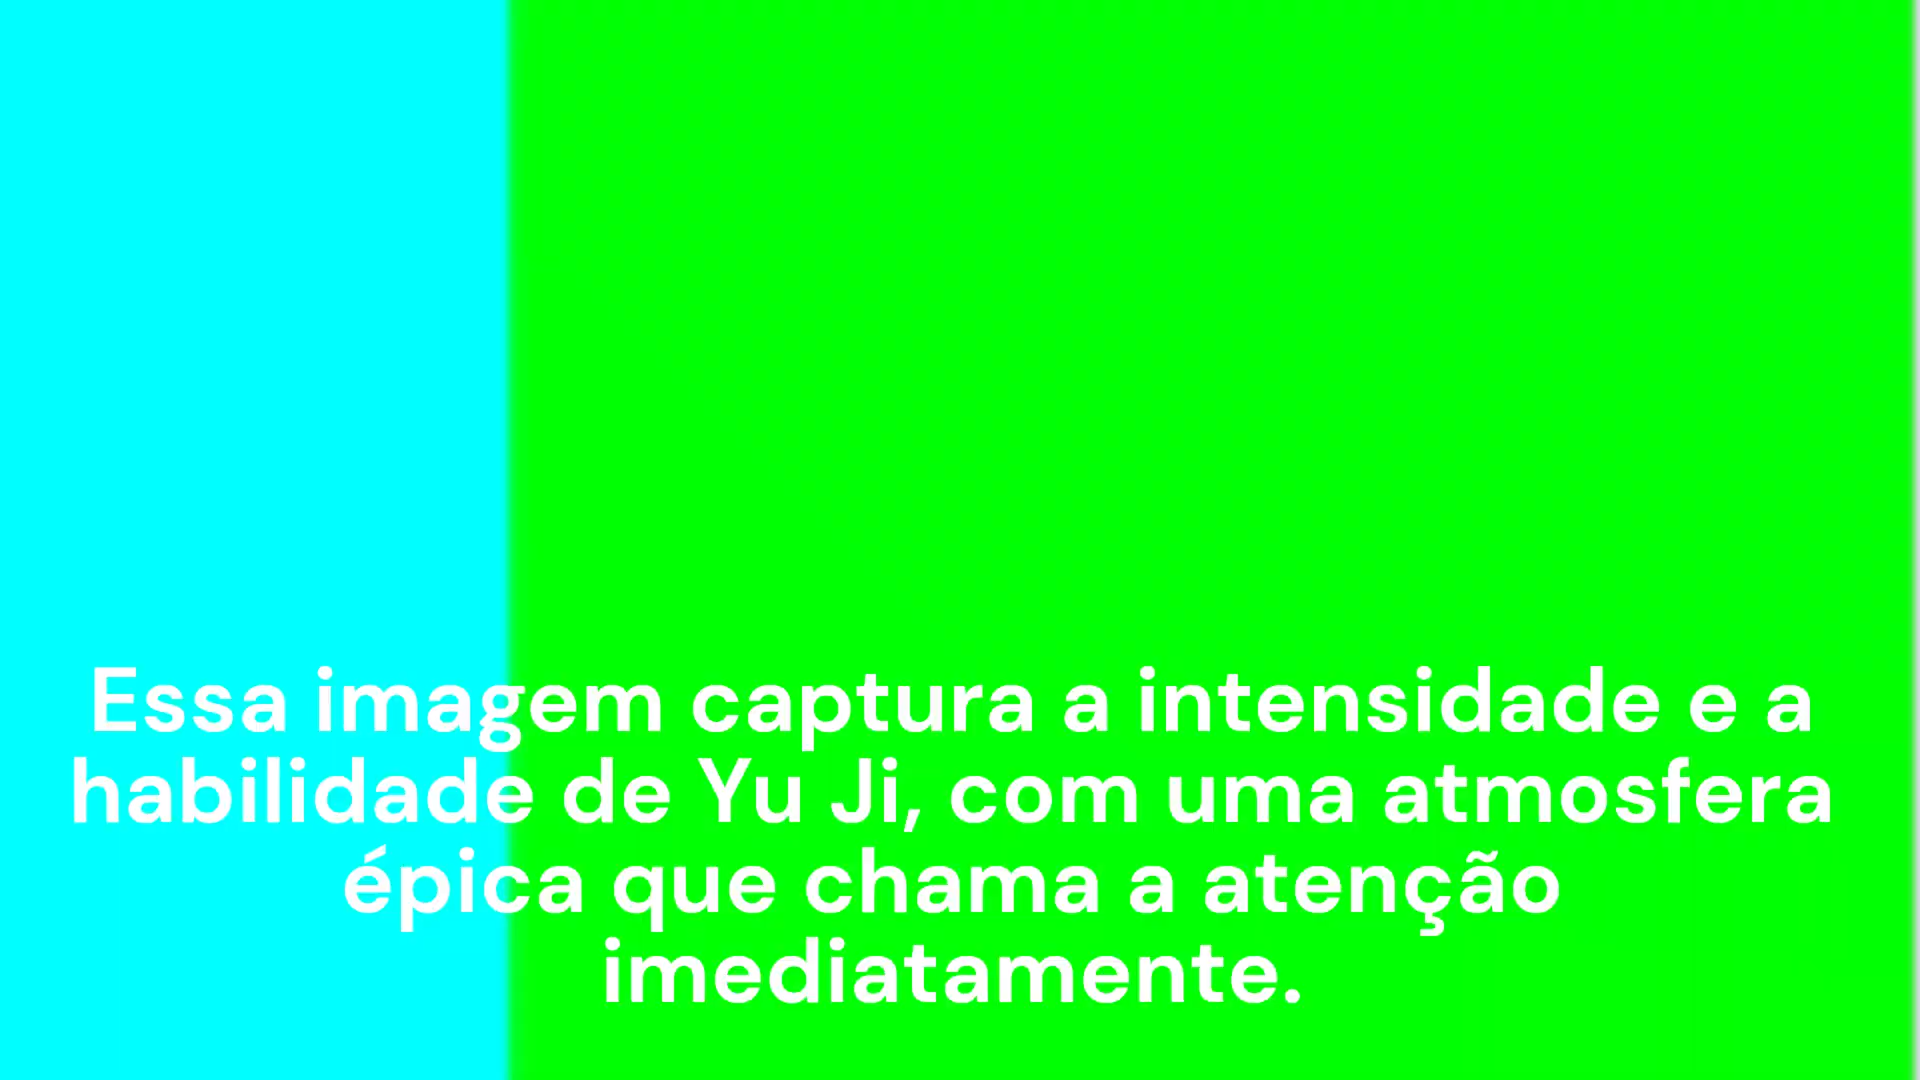 Essa imagem captura a intensidade e a
habilidade de Yu Ji, com uma atmosfera
épica que chama a atenção
imediatamente.